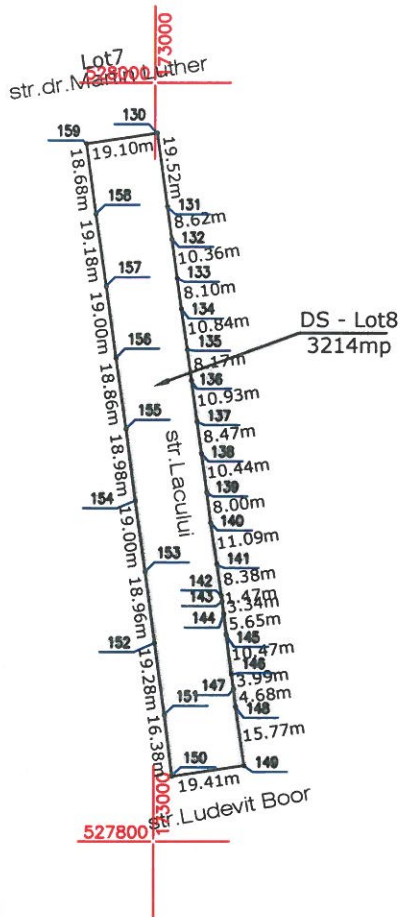 Lot7
528000
73000
str.dr.Martin Luther
130
159
19.10m
19.52m
18.68m
158
131
8.62m
132
19.18m
10.36m
157
133
8.10m
19.00m
134
10.84m
DS - Lot8
3214mp
135
8.17m
156
136
18.86m
10.93m
155
137
8.47m
str.Lacului
138
18.98m
10.44m
139
8.00m
154
140
19.00m
11.09m
153
141
8.38m
142
1.47m
143
3.34m
18.96m
144
5.65m
152
145
10.47m
19.28m
146
3.99m
147
4.68m
151
148
16.38m
15.77m
150
149
19.41m
str.Ludevit Boor
527800